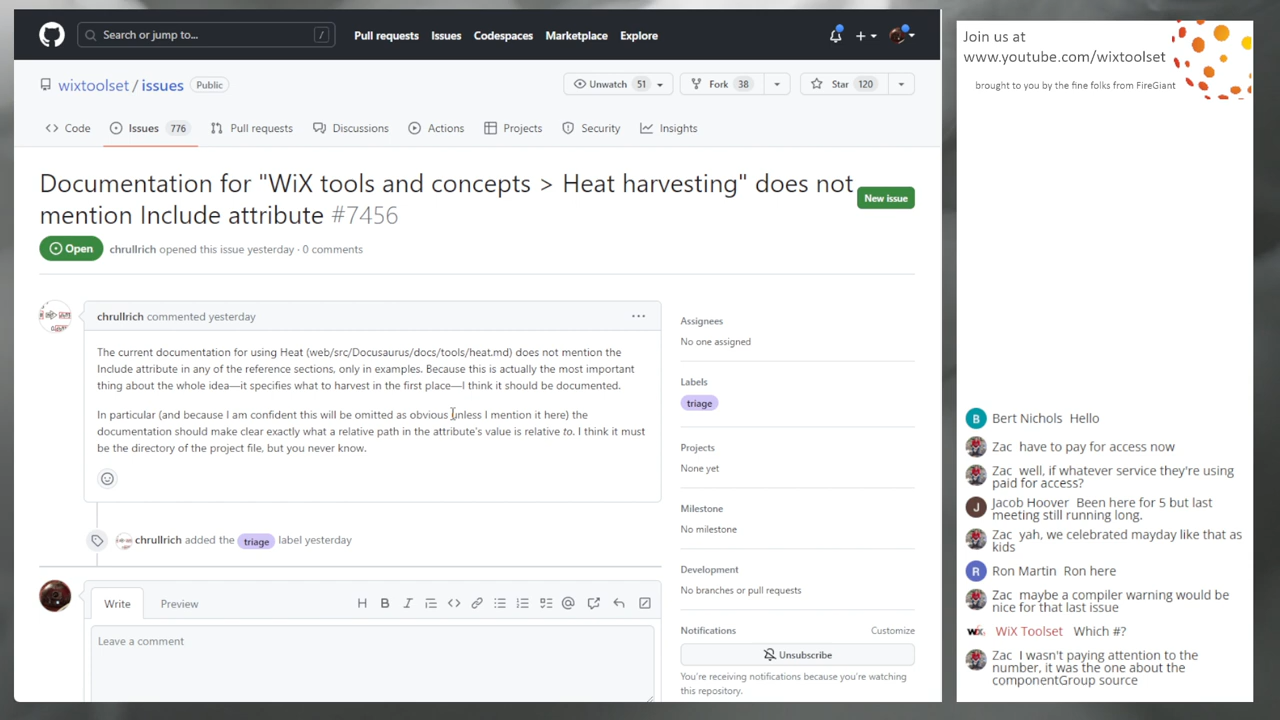 Search or jump to...
/
Pull requests
Issues
Codespaces
Marketplace
Explore
wixtoolset / issues
Public
Unwatch 51
Fork 38
Star 120
Code
Issues 776
Pull requests
Discussions
Actions
Projects
Security
Insights
Documentation for "WiX tools and concepts > Heat harvesting" does not
mention Include attribute #7456
New issue
Open
chrullrich opened this issue yesterday · 0 comments
chrullrich commented yesterday
The current documentation for using Heat (web/src/Docusaurus/docs/tools/heat.md) does not mention the
Include attribute in any of the reference sections, only in examples. Because this is actually the most important
thing about the whole idea—it specifies what to harvest in the first place—I think it should be documented.
In particular (and because I am confident this will be omitted as obvious unless I mention it here) the
documentation should make clear exactly what a relative path in the attribute's value is relative to. I think it must
be the directory of the project file, but you never know.
chrullrich added the triage label yesterday
Write
Preview
Leave a comment
Assignees
No one assigned
Labels
triage
Projects
None yet
Milestone
No milestone
Development
No branches or pull requests
Notifications
Customize
Unsubscribe
You're receiving notifications because you're watching
this repository.
Join us at
www.youtube.com/wixtoolset
brought to you by the fine folks from FireGiant
B Bert Nichols Hello
Zac have to pay for access now
Zac well, if whatever service they're using
paid for access?
J Jacob Hoover Been here for 5 but last
meeting still running long.
Zac yah, we celebrated mayday like that as
kids
R Ron Martin Ron here
Zac maybe a compiler warning would be
nice for that last issue
WiX WiX Toolset Which #?
Zac I wasn't paying attention to the
number, it was the one about the
componentGroup source